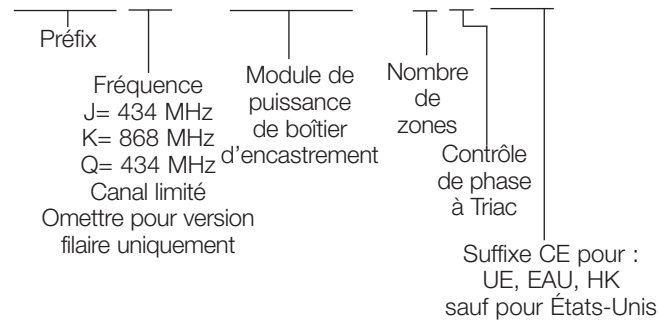 Préfix
Fréquence
J= 434 MHz
K= 868 MHz
Q= 434 MHz
Canal limité
Omettre pour version
filaire uniquement
Module de
puissance
de boîtier
d'encastrement
Nombre
de
zones
Contrôle
de phase
à Triac
Suffixe CE pour :
UE, EAU, HK
sauf pour États-Unis